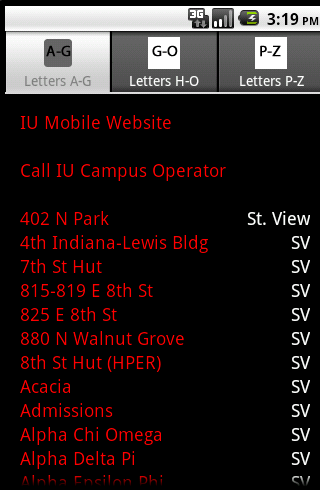 3G 3:19 PM
A-G G-O P-Z
Letters A-G Letters H-O Letters P-Z
IU Mobile Website
Call IU Campus Operator
402 N Park St. View
4th Indiana-Lewis Bldg SV
7th St Hut SV
815-819 E 8th St SV
825 E 8th St SV
880 N Walnut Grove SV
8th St Hut (HPER) SV
Acacia SV
Admissions SV
Alpha Chi Omega SV
Alpha Delta Pi SV
Alpha Epsilon Phi SV